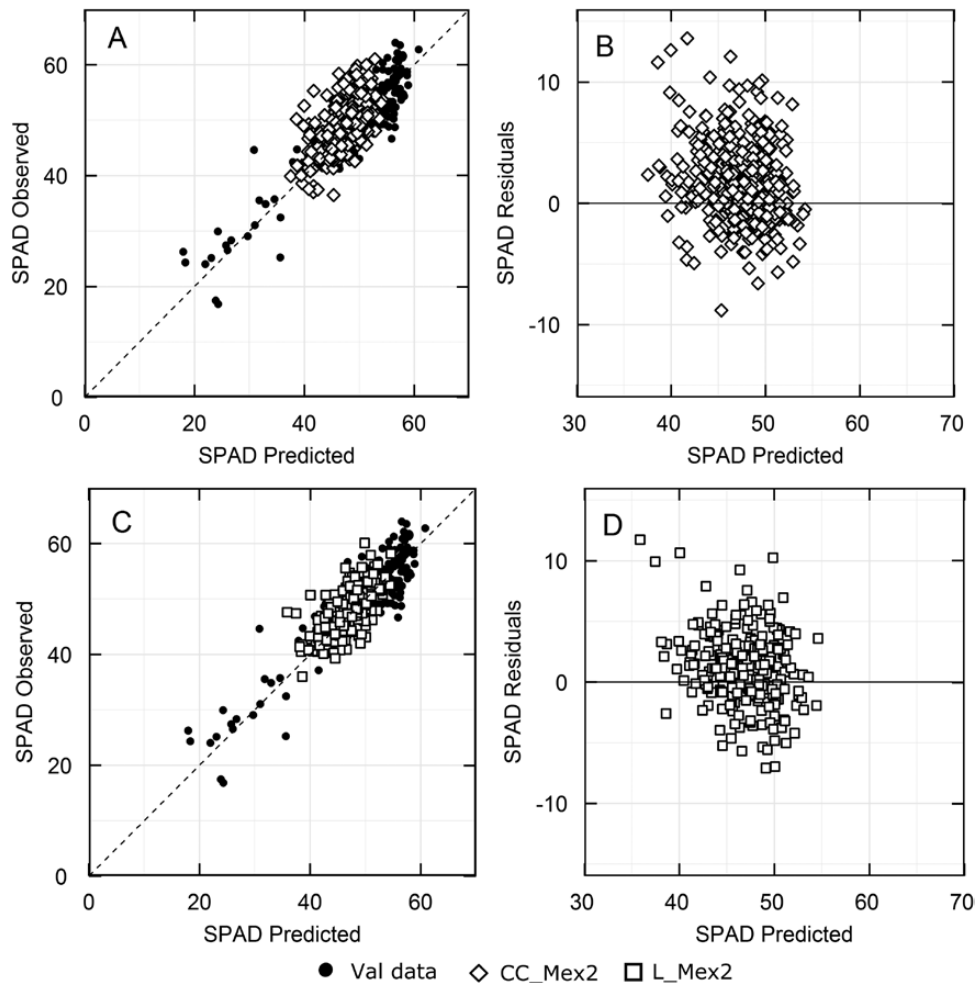 A
SPAD Observed
60
40
20
0
0 20 40 60
SPAD Predicted
B
SPAD Residuals
10
0
-10
30 40 50 60 70
SPAD Predicted
C
SPAD Observed
60
40
20
0
0 20 40 60
SPAD Predicted
D
SPAD Residuals
10
0
-10
30 40 50 60 70
SPAD Predicted
Val data CC_Mex2 L_Mex2